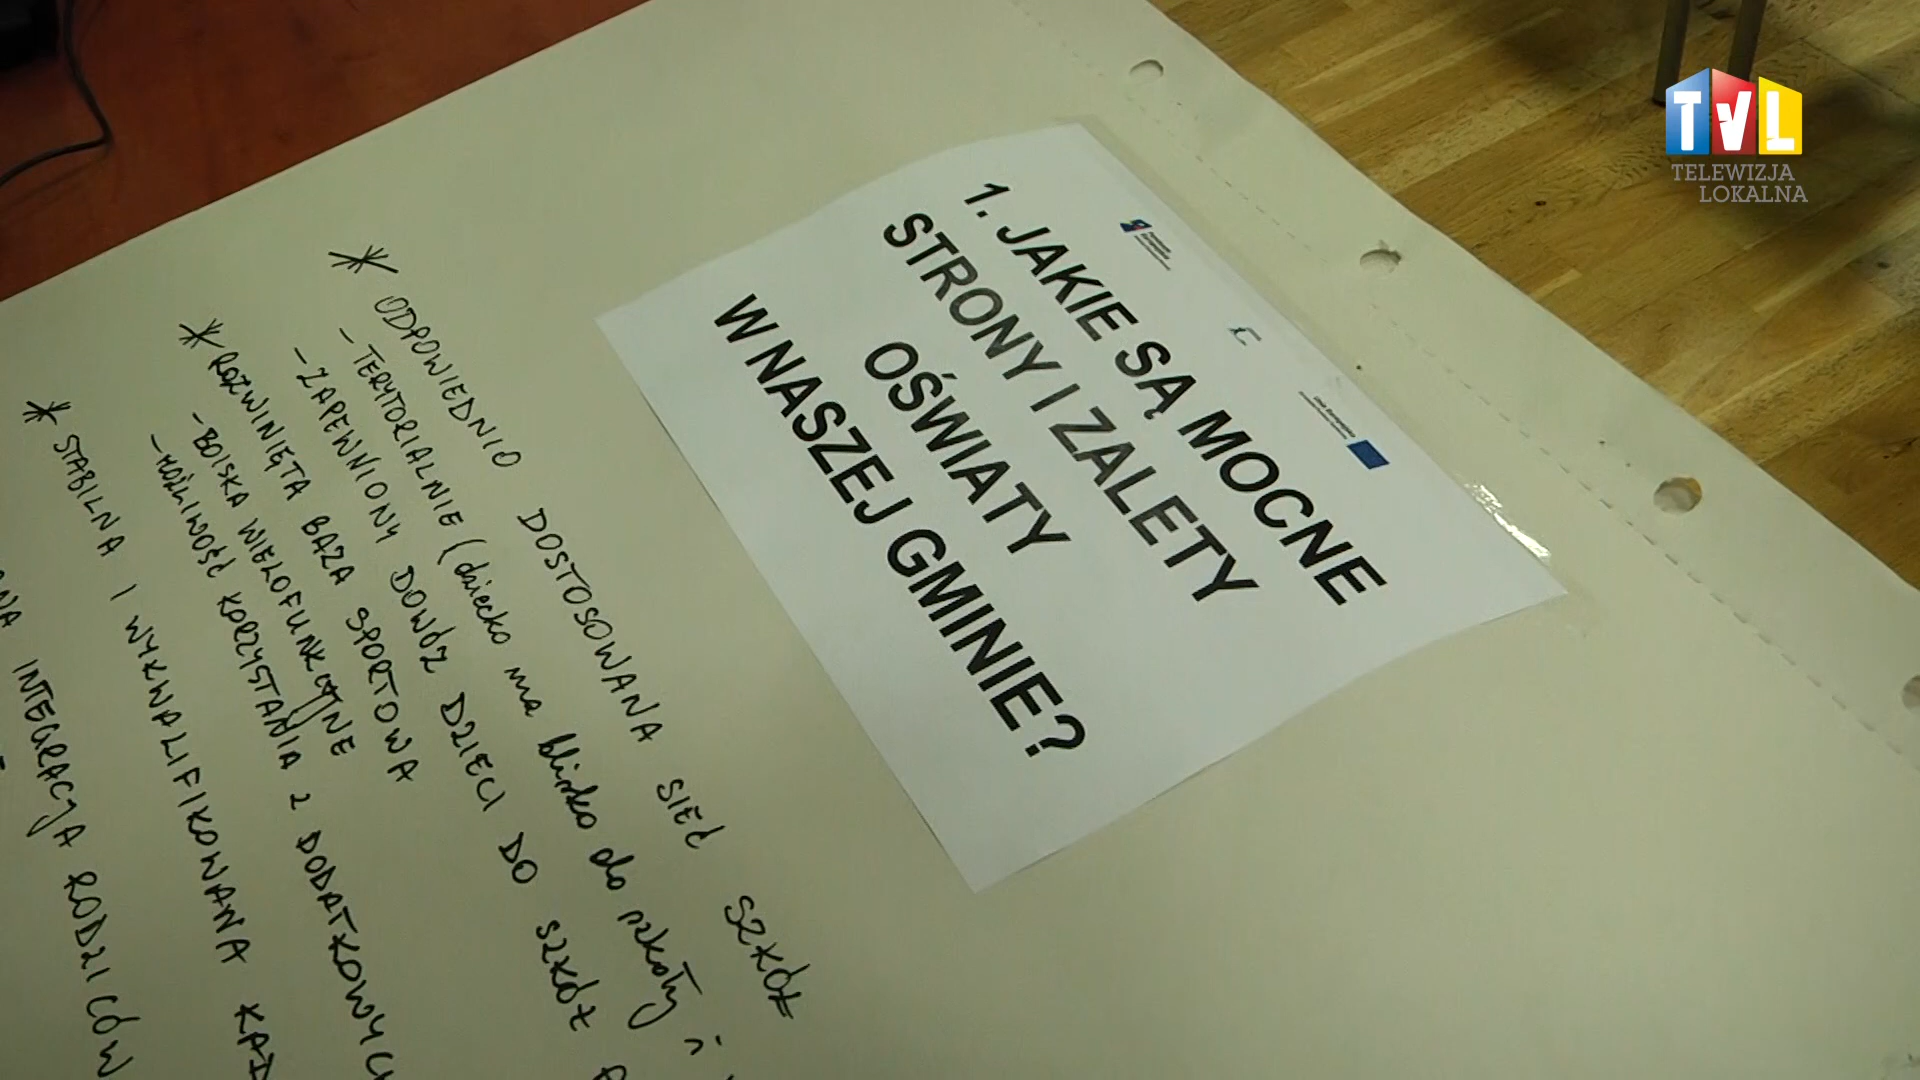 TVL
TELEWIZJA
LOKALNA
1. JAKIE SĄ MOCNE
STRONY I ZALETY
OŚWIATY
W NASZEJ GMINIE?
* ODPOWIEDNIO DOSTOSOWANA SIEĆ SZKÓŁ
- TERYTORIALNIE (dziecko ma blisko do szkoły i
- ZAPEWNIONY DOWÓZ DZIECI DO SZKÓŁ
* ROZWINIĘTA BAZA SPORTOWA
- BOISKA WIELOFUNKCYJNE
- MOŻLIWOŚĆ KORZYSTANIA Z DODATKOWYCH
* STABILNA I WYKWALIFIKOWANA
INTEGRACJA RODZICÓW